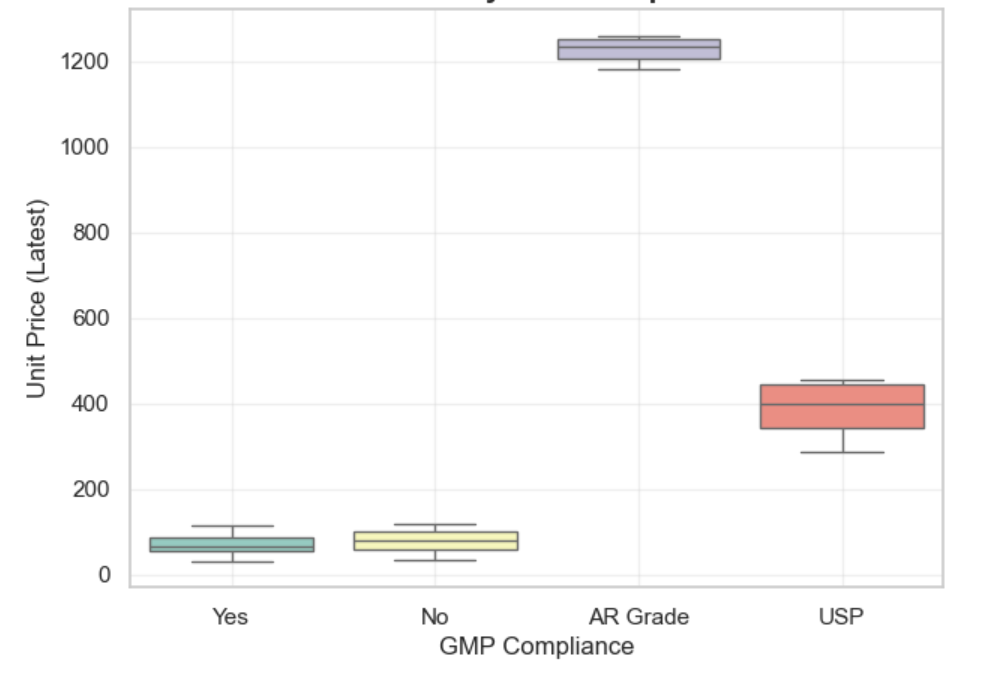 1200
1000
800
600
400
200
0
Unit Price (Latest)
Yes No AR Grade USP
GMP Compliance